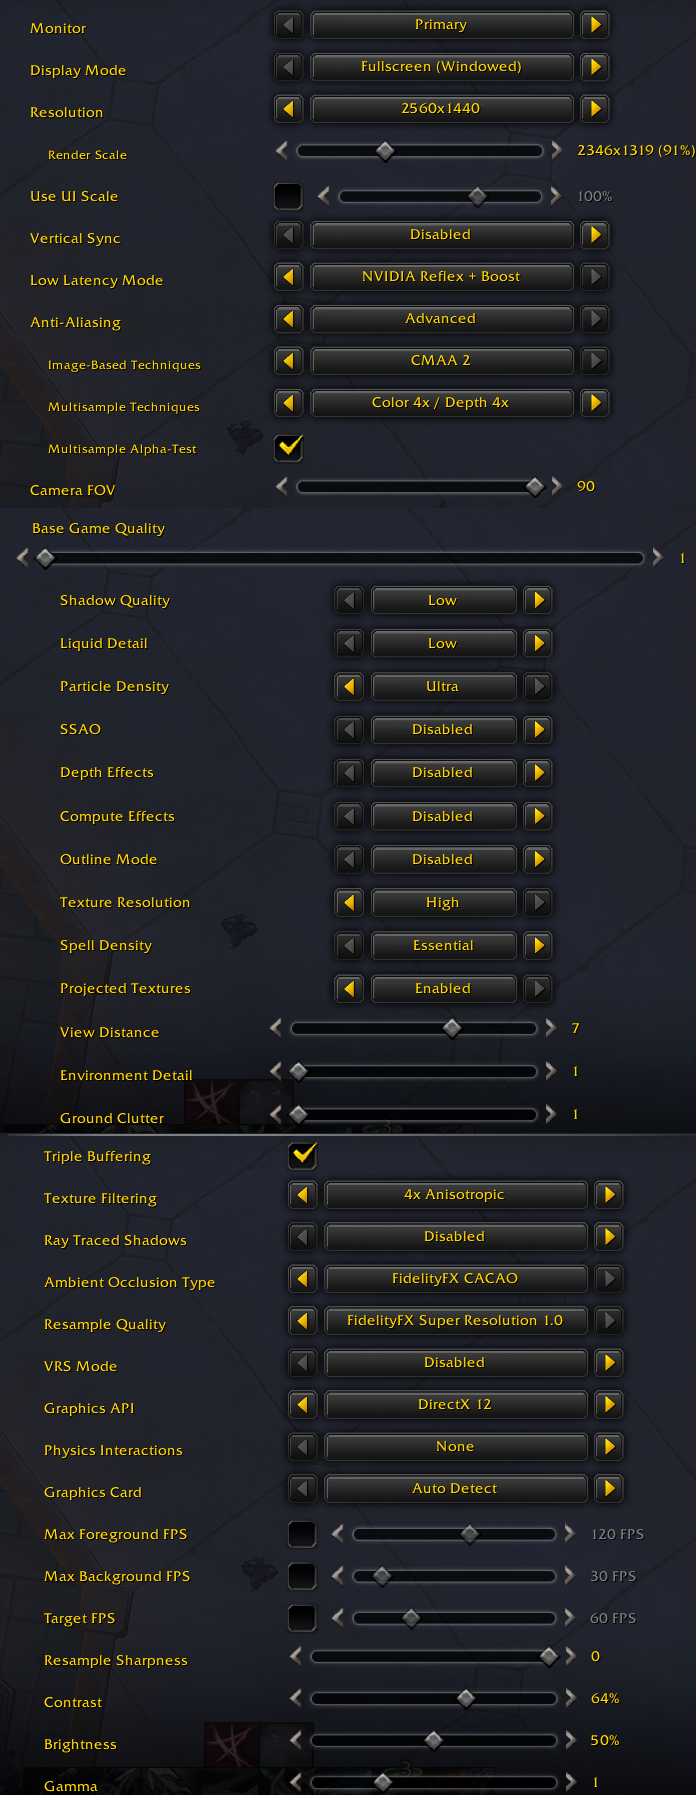 Monitor Primary
Display Mode Fullscreen (Windowed)
Resolution 2560x1440
Render Scale 2346x1319 (91%)
Use UI Scale 100%
Vertical Sync Disabled
Low Latency Mode NVIDIA Reflex + Boost
Anti-Aliasing Advanced
Image-Based Techniques CMAA 2
Multisample Techniques Color 4x / Depth 4x
Multisample Alpha-Test
Camera FOV 90
Base Game Quality
1
Shadow Quality Low
Liquid Detail Low
Particle Density Ultra
SSAO Disabled
Depth Effects Disabled
Compute Effects Disabled
Outline Mode Disabled
Texture Resolution High
Spell Density Essential
Projected Textures Enabled
View Distance 7
Environment Detail 1
Ground Clutter 1
3
Triple Buffering
Texture Filtering 4x Anisotropic
Ray Traced Shadows Disabled
Ambient Occlusion Type FidelityFX CACAO
Resample Quality FidelityFX Super Resolution 1.0
VRS Mode Disabled
Graphics API DirectX 12
Physics Interactions None
Graphics Card Auto Detect
Max Foreground FPS 120 FPS
Max Background FPS 30 FPS
Target FPS 60 FPS
Resample Sharpness 0
Contrast 64%
Brightness 50%
3
Gamma 1